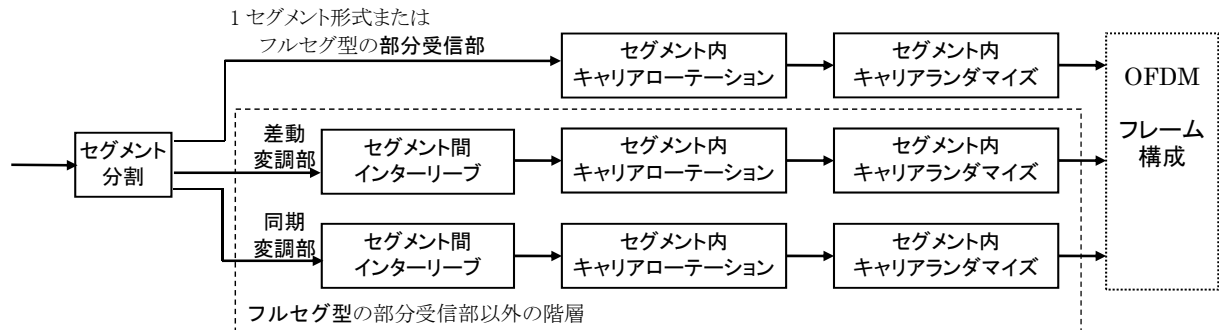 1 セグメント形式または
フルセグ型の部分受信部
セグメント内
キャリアローテーション
セグメント内
キャリアランダマイズ
OFDM
フレーム
構成
セグメント
分割
差動
変調部
セグメント間
インターリーブ
セグメント内
キャリアローテーション
セグメント内
キャリアランダマイズ
同期
変調部
セグメント間
インターリーブ
セグメント内
キャリアローテーション
セグメント内
キャリアランダマイズ
フルセグ型の部分受信部以外の階層